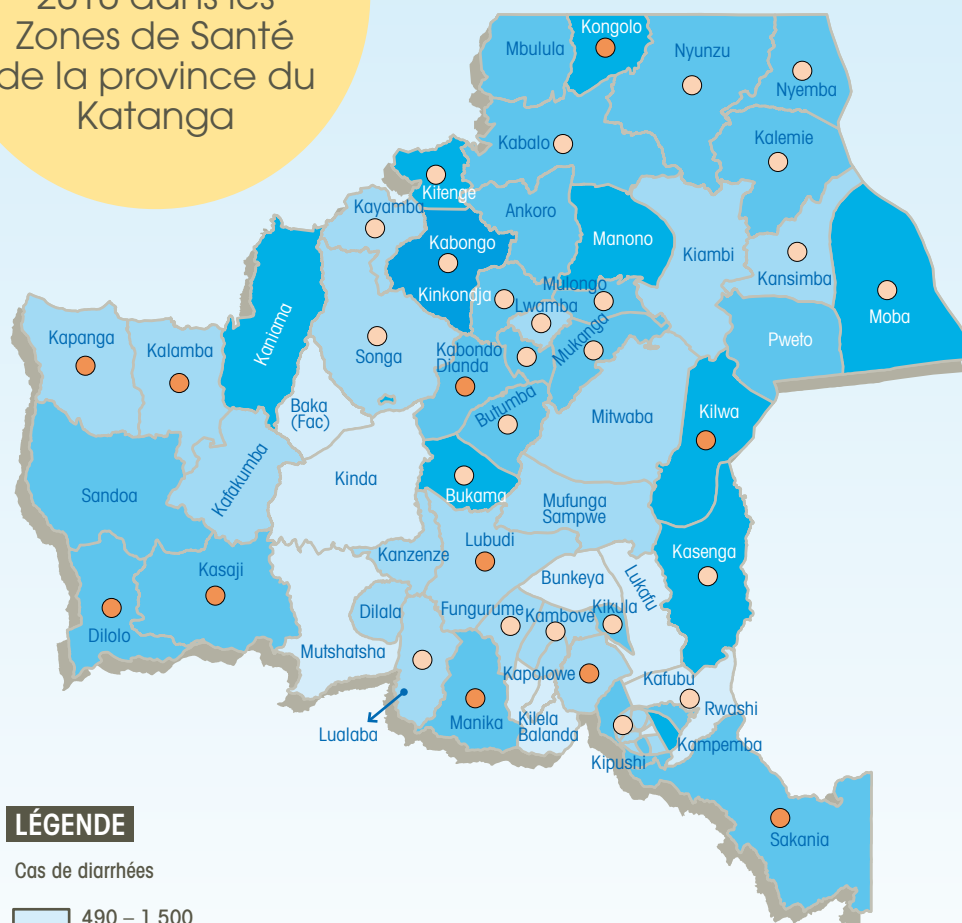 2010 dans les
Zones de Santé
de la province du
Katanga
Kongolo
Mbulula
Nyunzu
Nyemba
Kabalo
Kalemie
Kitenge
Kayamba
Ankoro
Kabongo
Manono
Kiambi
Kansimba
Mulongo
Kinkondja
Lwamba
Moba
Kapanga
Kalamba
Kaniama
Songa
Kabondo
Dianda
Mukanga
Pweto
Baka
(Fac)
Butumba
Mitwaba
Kilwa
Kafakumba
Kinda
Sandoa
Bukama
Mufunga
Sampwe
Kanzenze
Lubudi
Kasenga
Kasaji
Bunkeya
Lukafu
Dilala
Fungurume
Kambove
Kikula
Dilolo
Mutshatsha
Kapolowe
Kafubu
Lualaba
Manika
Kilela
Balanda
Rwashi
Kampemba
Kipushi
Sakania
LÉGENDE
Cas de diarrhées
490 – 1 500